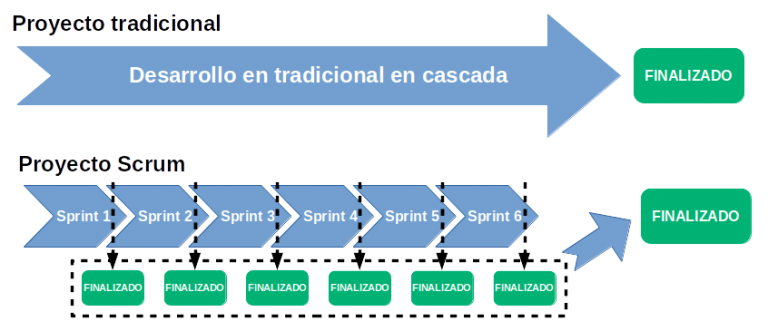 Proyecto tradicional
Desarrollo en tradicional en cascada
FINALIZADO
Proyecto Scrum
Sprint 1
Sprint 2
Sprint 3
Sprint 4
Sprint 5
Sprint 6
FINALIZADO
FINALIZADO
FINALIZADO
FINALIZADO
FINALIZADO
FINALIZADO
FINALIZADO